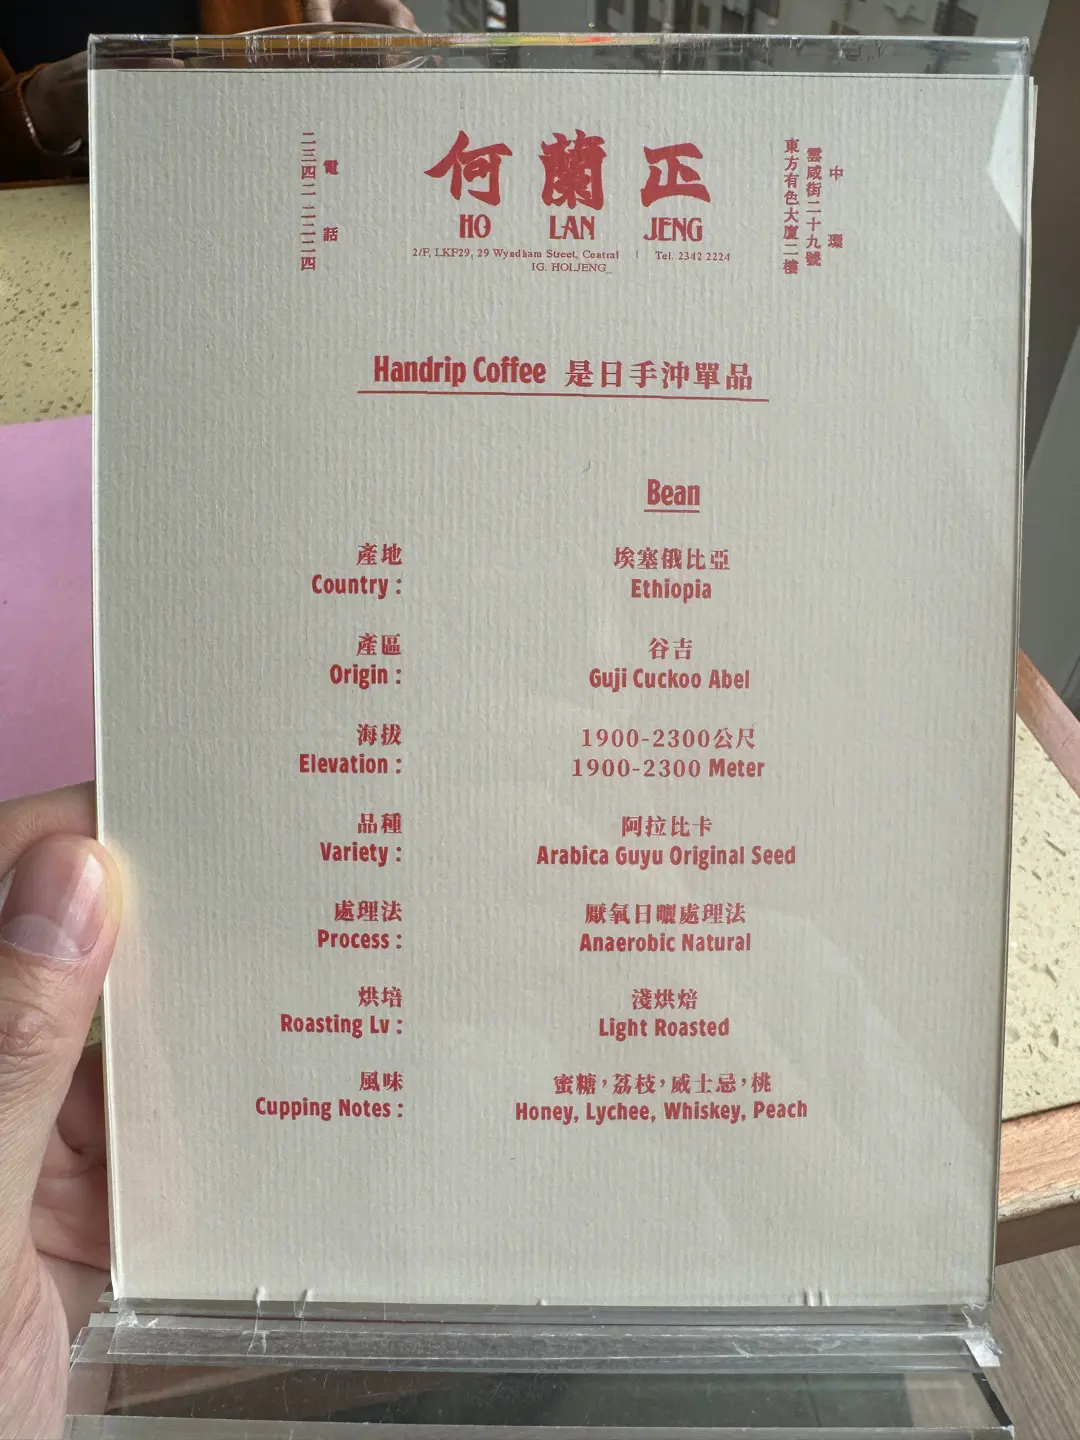 何蘭正
HO LAN JENG
2/F, LKF29, 29 Wyndham Street, Central | Tel. 2342 2224
IG. HOLJENG_
電話
二三四二 二二二四
中環
雲咸街二十九號
東方有色大廈二樓
Handrip Coffee 是日手沖單品
Bean
產地
埃塞俄比亞
Country :
Ethiopia
產區
谷吉
Origin :
Guji Cuckoo Abel
海拔
1900-2300公尺
Elevation :
1900-2300 Meter
品種
阿拉比卡
Variety :
Arabica Guyu Original Seed
處理法
厭氧日曬處理法
Process :
Anaerobic Natural
烘培
淺烘焙
Roasting Lv :
Light Roasted
風味
蜜糖，荔枝，威士忌，桃
Cupping Notes :
Honey, Lychee, Whiskey, Peach